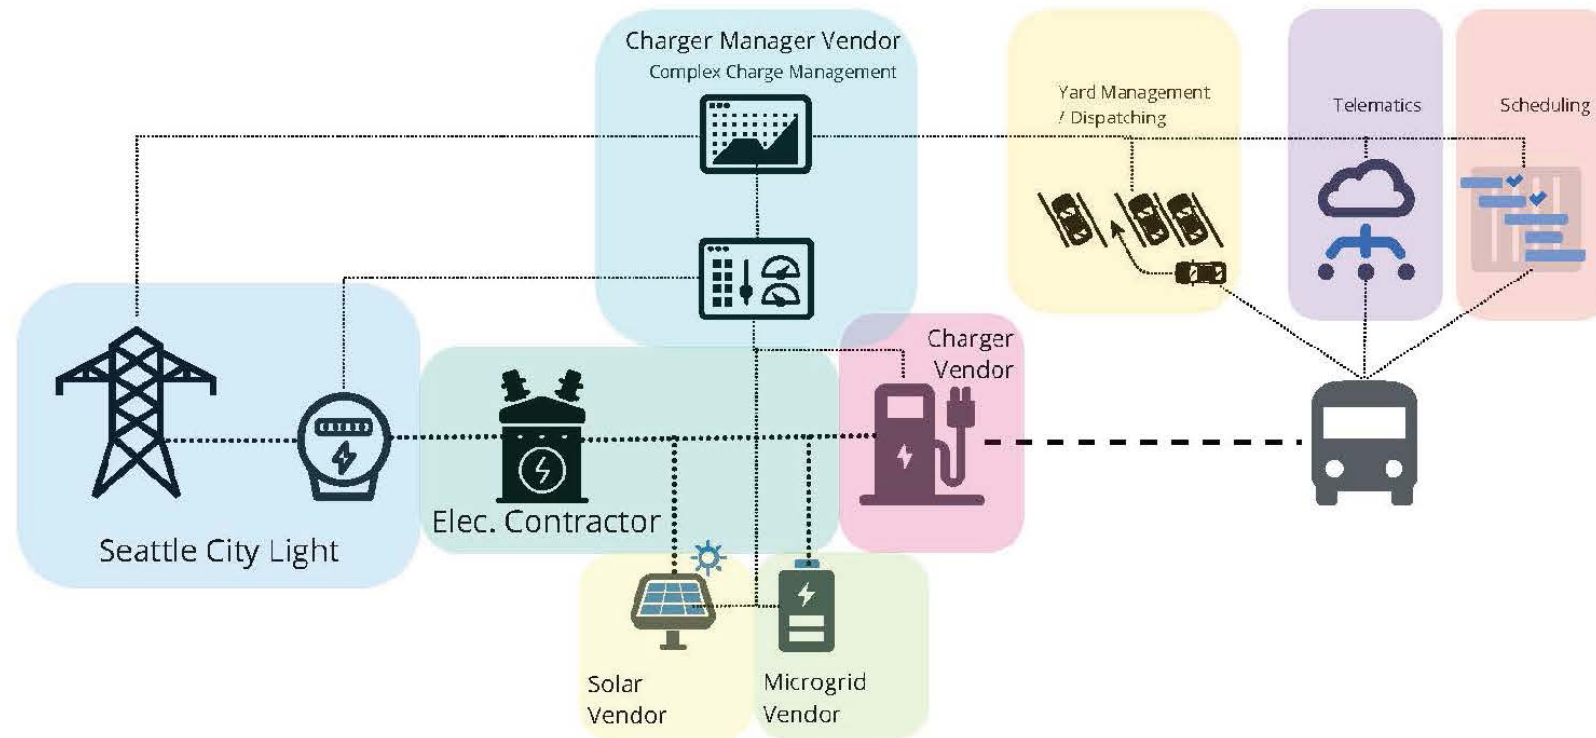 Charger Manager Vendor
Complex Charge Management
Yard Management
/ Dispatching
Telematics
Scheduling
Charger
Vendor
Elec. Contractor
Seattle City Light
Solar
Vendor
Microgrid
Vendor